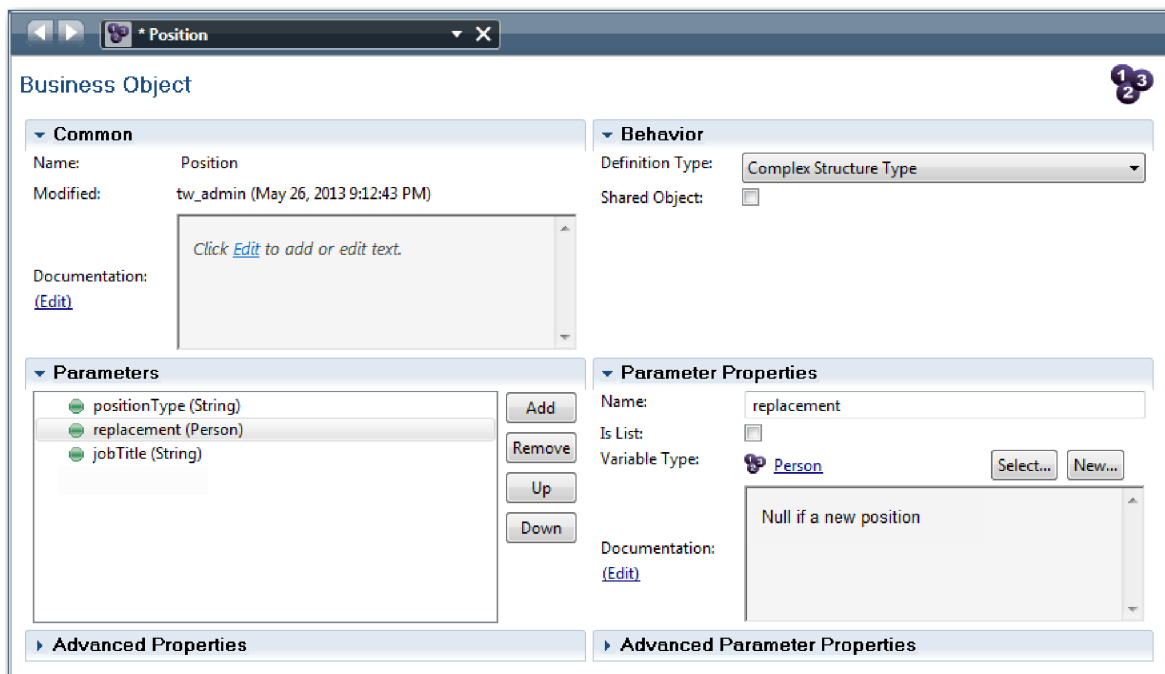 * Position
Business Object
1 3
2
Common
Name: Position
Modified: tw_admin (May 26, 2013 9:12:43 PM)
Click Edit to add or edit text.
Documentation:
(Edit)
Behavior
Definition Type: Complex Structure Type
Shared Object:
Parameters
positionType (String)
replacement (Person)
jobTitle (String)
Add
Remove
Up
Down
Parameter Properties
Name: replacement
Is List:
Variable Type: Person Select... New...
Null if a new position
Documentation:
(Edit)
Advanced Properties
Advanced Parameter Properties